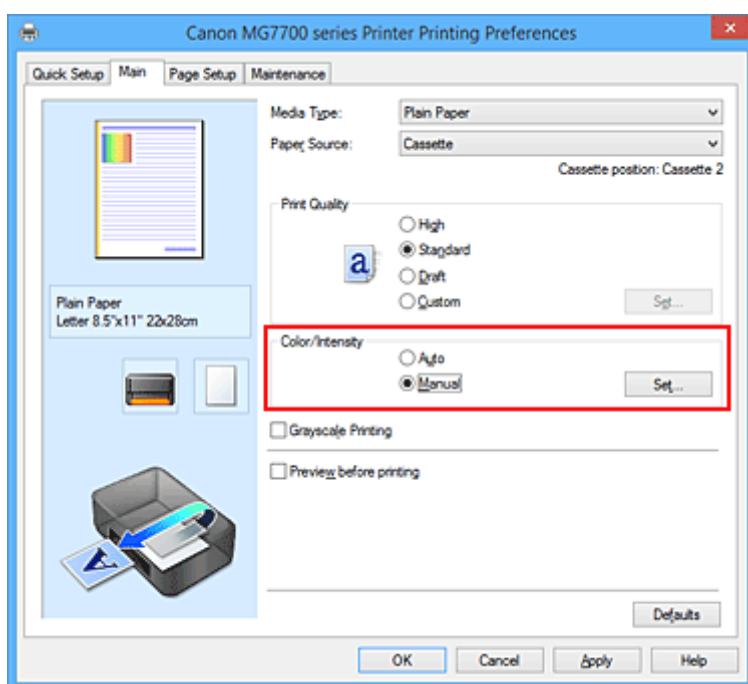 Canon MG7700 series Printer Printing Preferences
Quick Setup Main Page Setup Maintenance
Media Type: Plain Paper
Paper Source: Cassette
Cassette position: Cassette 2
Print Quality
High
a Standard
Draft
Custom Set...
Plain Paper
Letter 8.5"x11" 22x28cm
Color/Intensity
Auto
Manual Set...
Grayscale Printing
Preview before printing
A
Defaults
OK Cancel Apply Help